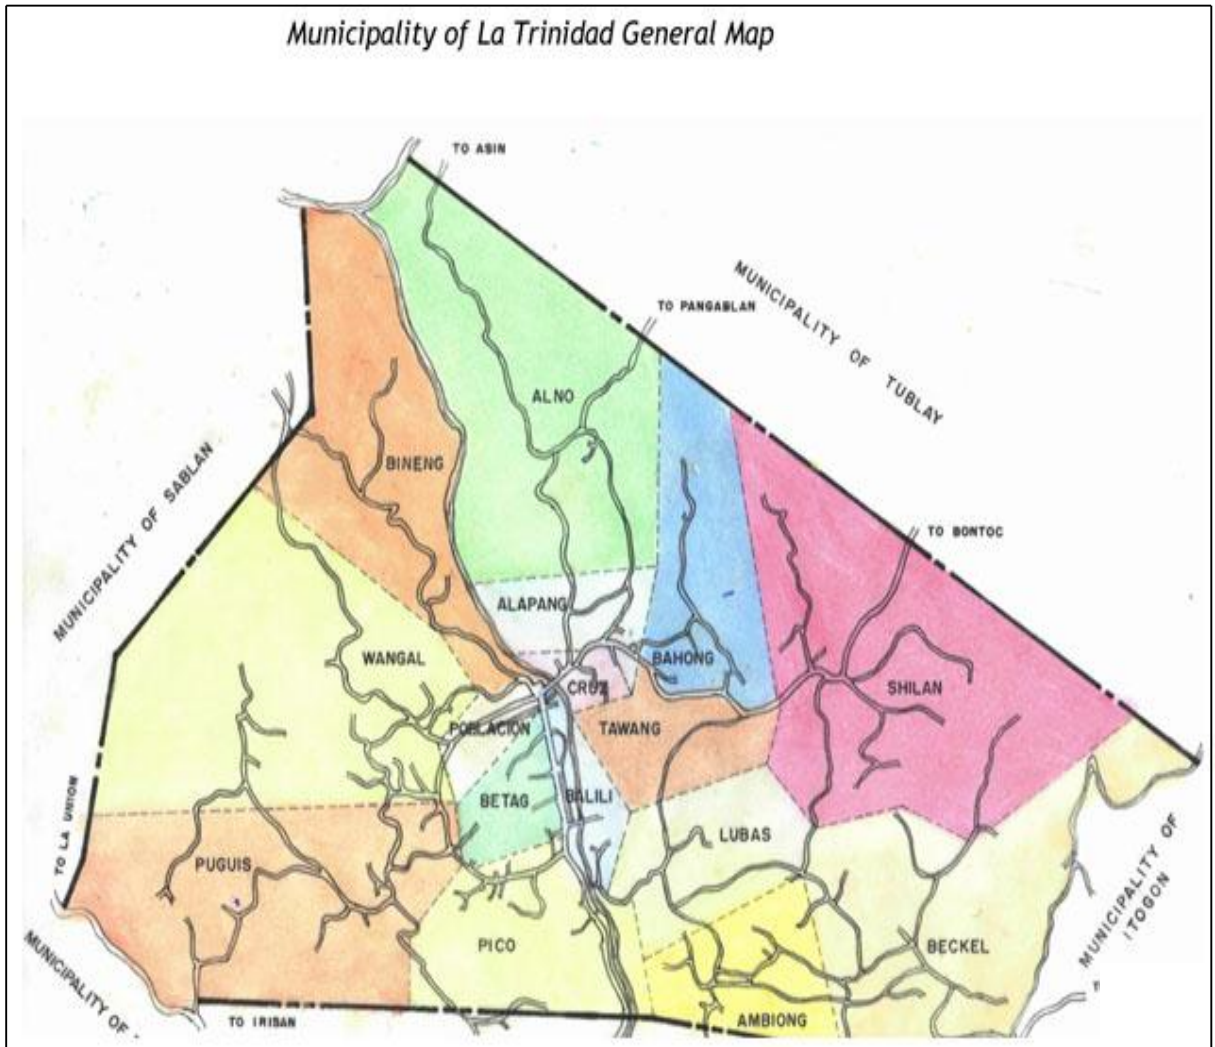 Municipality of La Trinidad General Map
TO ASIN
MUNICIPALITY OF TUBLAY
TO PANGABLAN
ALNO
MUNICIPALITY OF SABLAN
BINENG
TO BONTOC
ALAPANG
WANGAL
CRUZ
BAHONG
SHILAN
POBLACION
TAWANG
BETAG
BALILI
LUBAS
TO LA UNION
PUGUIS
MUNICIPALITY OF
ITOGON
PICO
BECKEL
MUNICIPALITY OF
TO IRISAN
AMBIONG